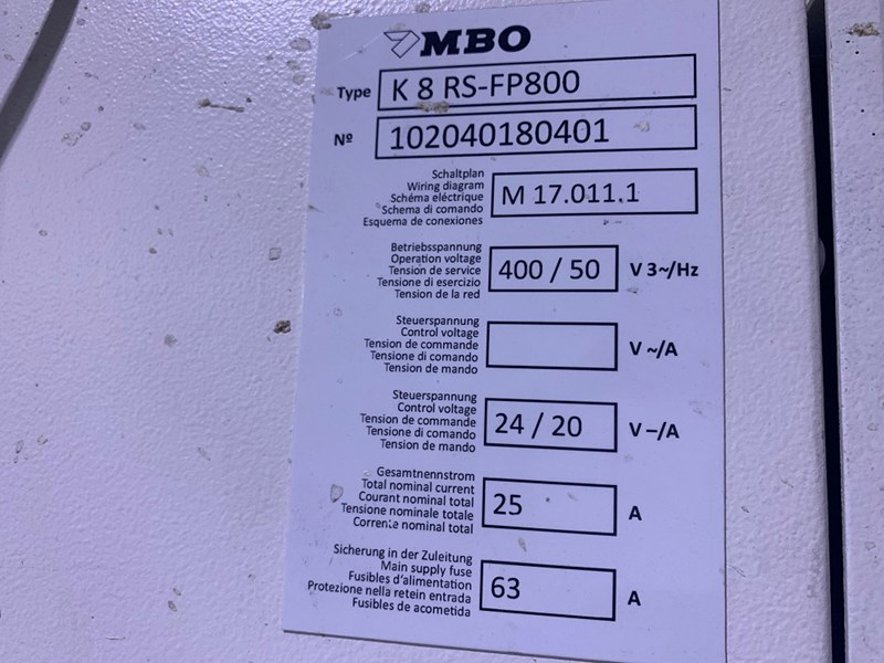 MBO
Type K 8 RS-FP800
Nº 102040180401
Schaltplan
Wiring diagram
Schéma eléctrique
Schema di comando
Esquema de conexiones
M 17.011.1
Betriebsspannung
Operation voltage
Tension de service
Tensione di esercizio
Tension de la red
400 / 50 V 3~/Hz
Steuerspannung
Control voltage
Tension de commande
Tensione di comando
Tension de mando
V ~/A
Steuerspannung
Control voltage
Tension de commande
Tensione di comando
Tension de mando
24 / 20 V –/A
Gesamtnennstrom
Total nominal current
Courant nominal total
Tensione nominale totale
Corrente nominal total
25 A
Sicherung in der Zuleitung
Main supply fuse
Fusibles d'alimentation
Protezione nella retein entrada
Fusibles de acometida
63 A